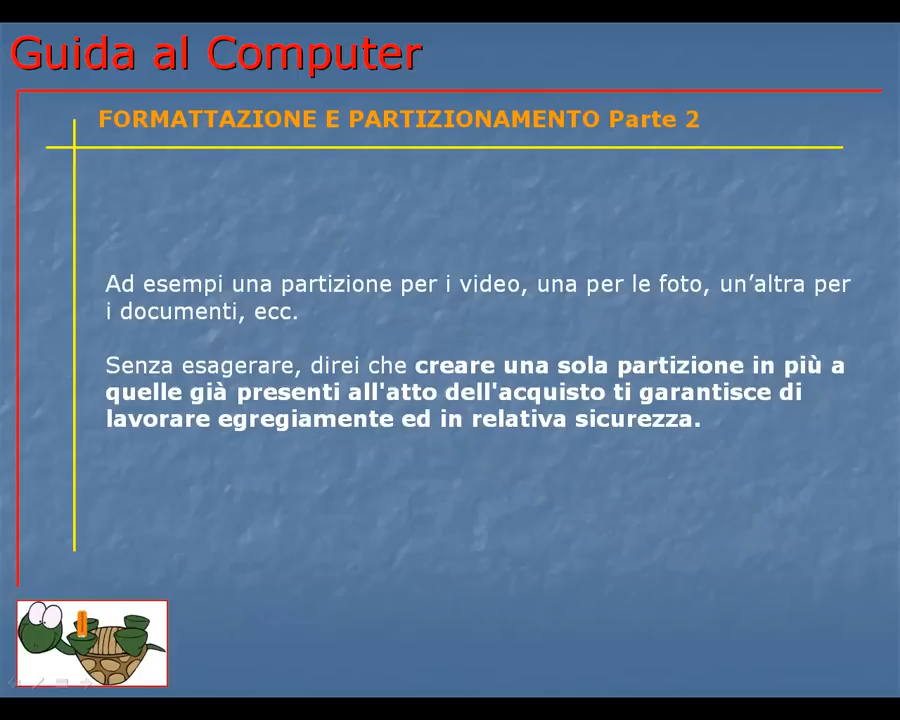 Guida al Computer
FORMATTAZIONE E PARTIZIONAMENTO Parte 2
Ad esempi una partizione per i video, una per le foto, un’altra per
i documenti, ecc.
Senza esagerare, direi che creare una sola partizione in più a
quelle già presenti all'atto dell'acquisto ti garantisce di
lavorare egregiamente ed in relativa sicurezza.